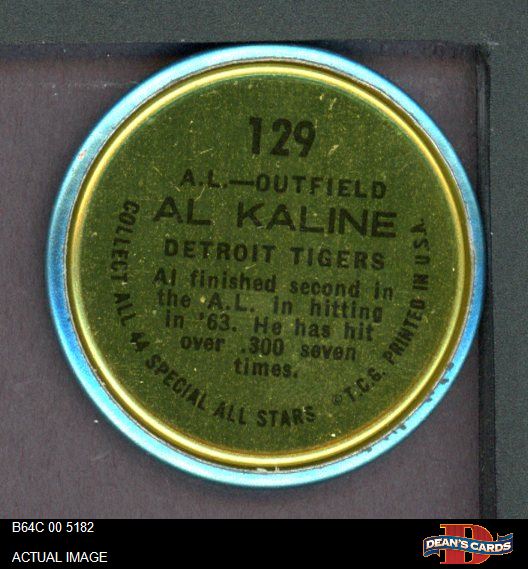 129
A.L.—OUTFIELD
AL KALINE
DETROIT TIGERS
Al finished second in
the A.L. in hitting
in '63. He has hit
over .300 seven
times.
COLLECT ALL 44 SPECIAL ALL STARS
©T.C.G. PRINTED IN U.S.A.
B64C 00 5182
ACTUAL IMAGE
D
DEAN'S CARDS